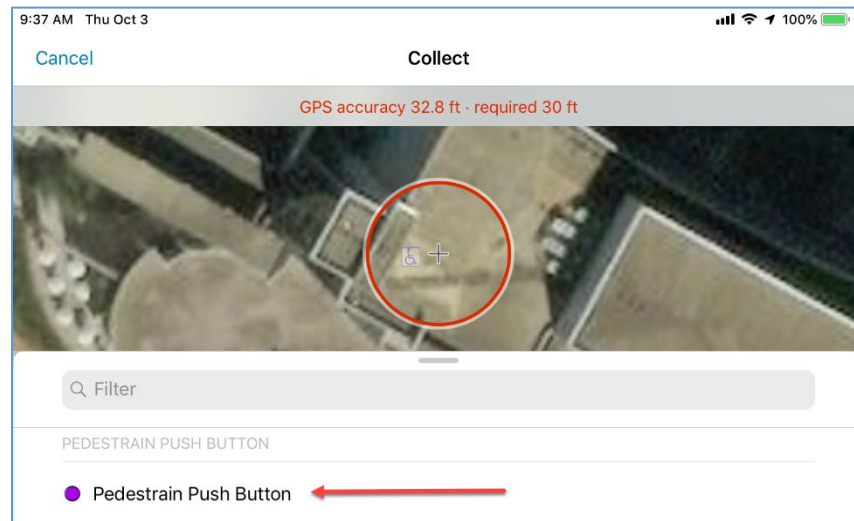 9:37 AM Thu Oct 3 100%
Cancel Collect
GPS accuracy 32.8 ft · required 30 ft
Filter
PEDESTRAIN PUSH BUTTON
Pedestrain Push Button